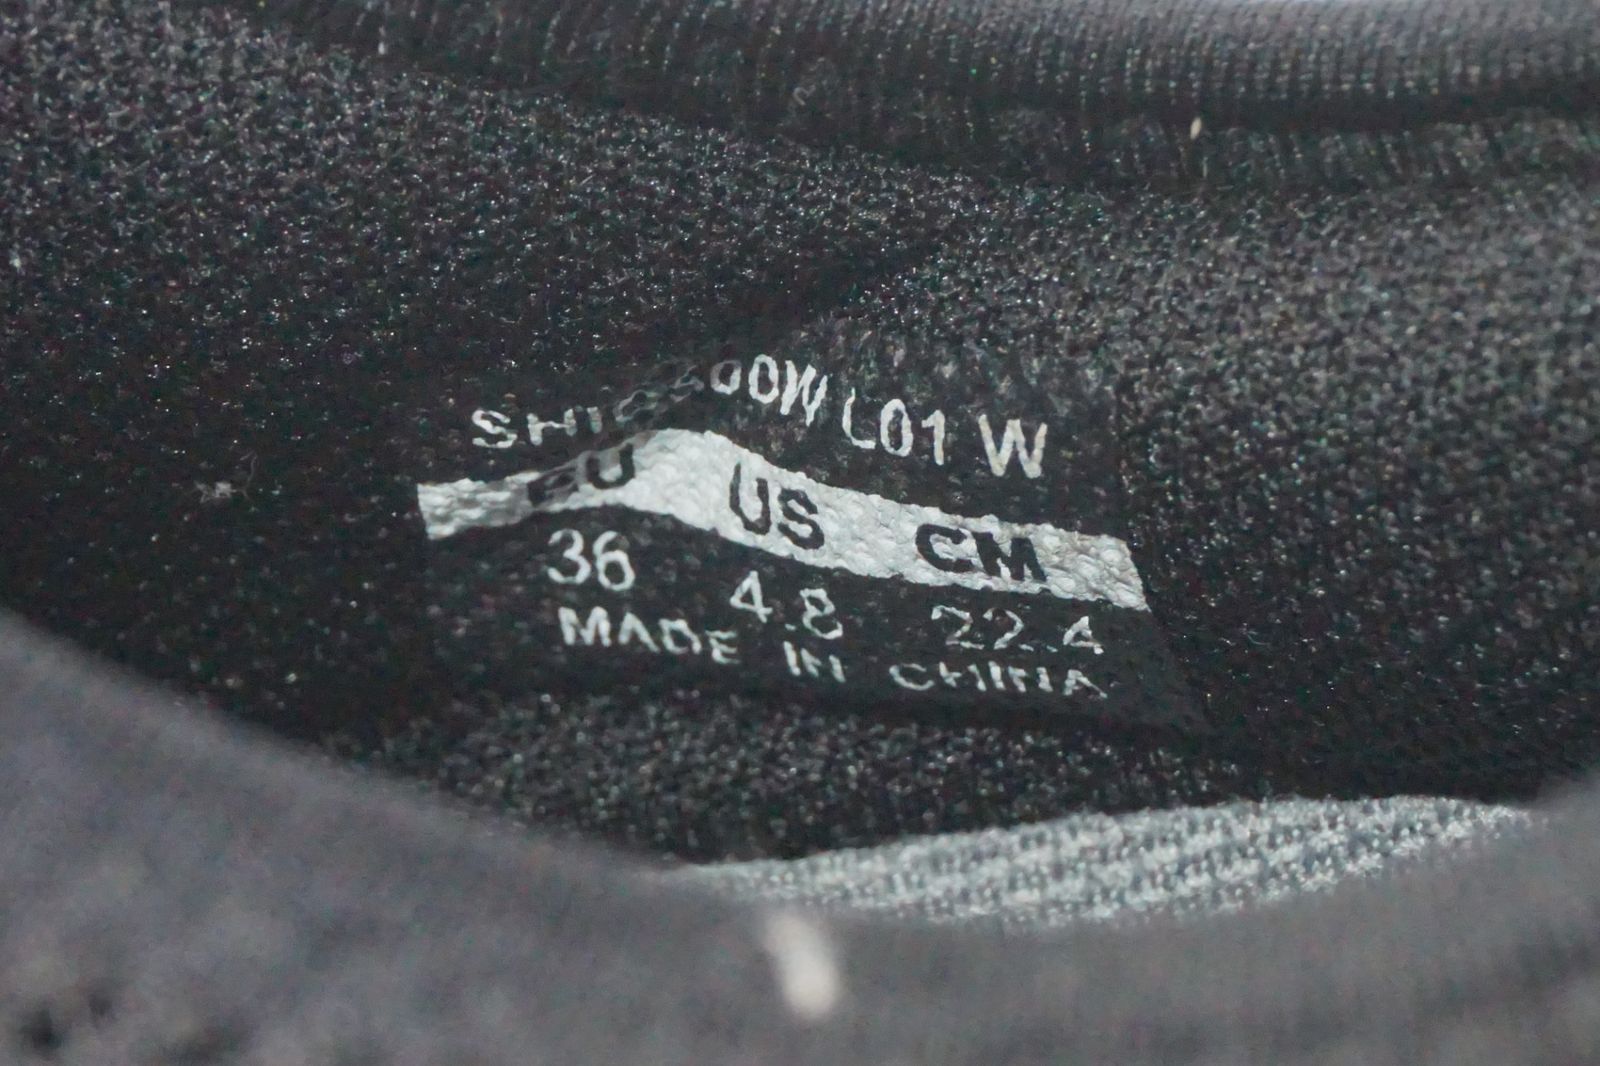 L01 W
EU US CM
36 4.8 22.4
MADE IN CHINA